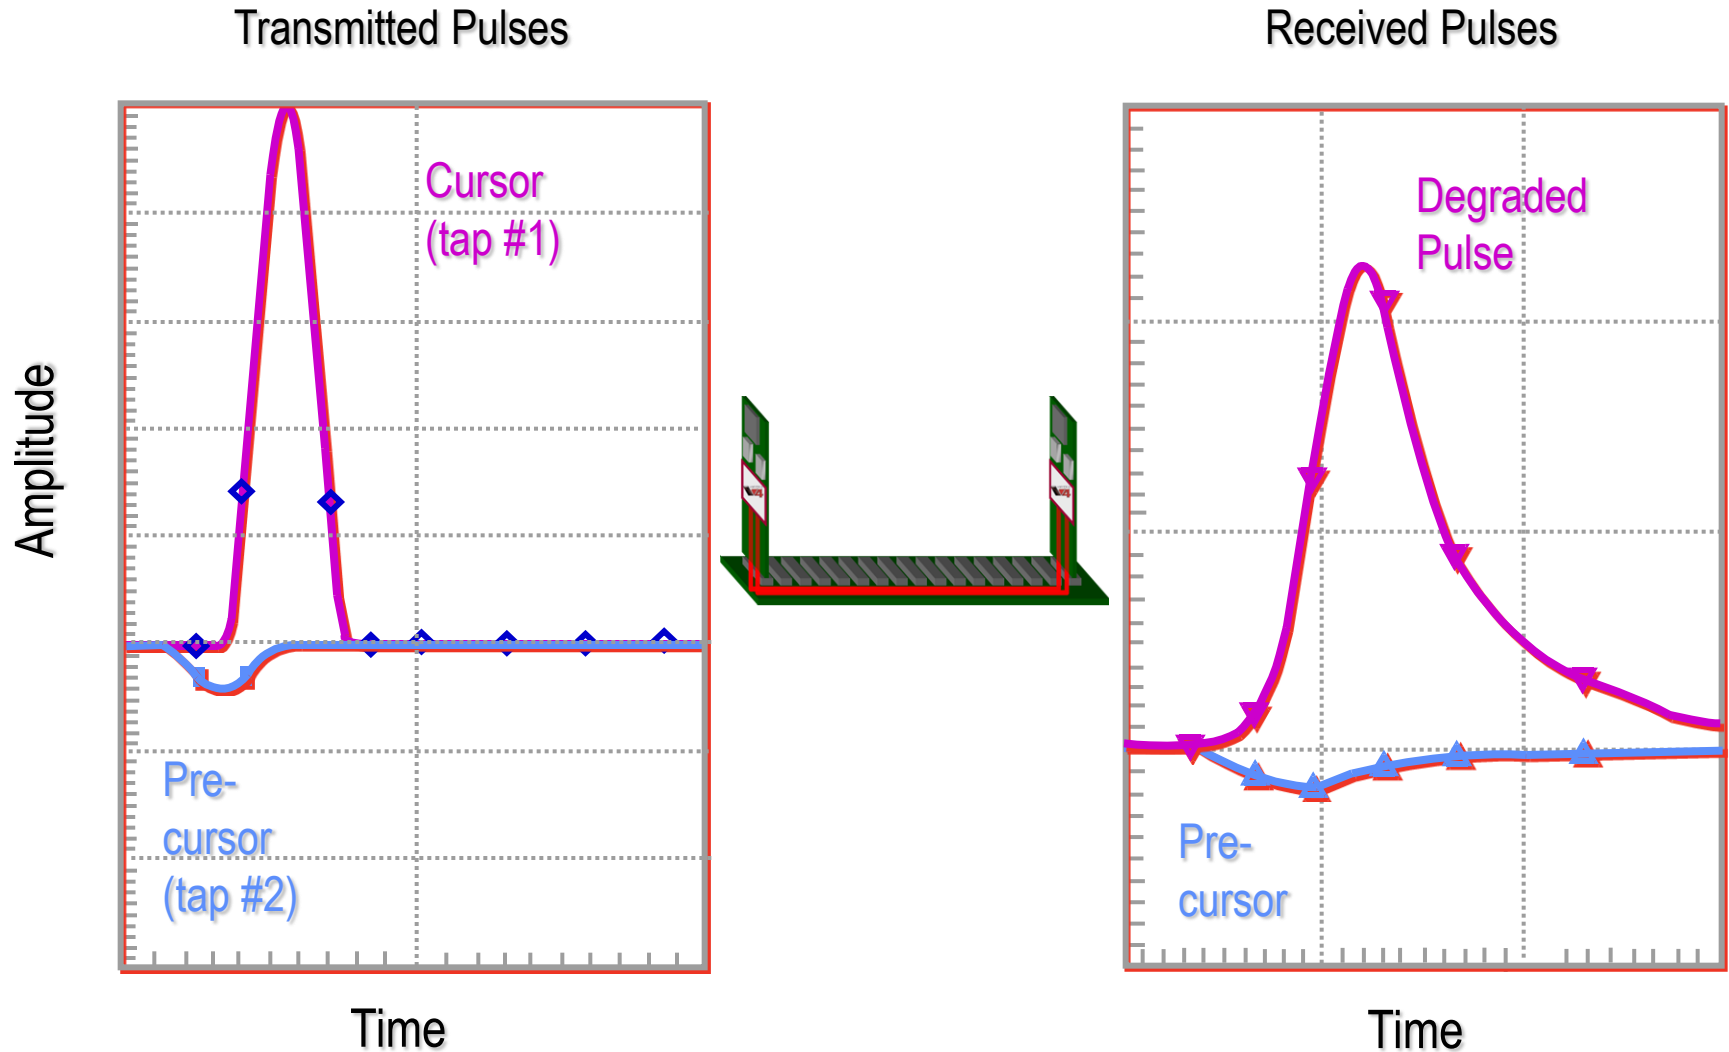 Transmitted Pulses
Received Pulses
Cursor
(tap #1)
Degraded
Pulse
Amplitude
Pre-
cursor
(tap #2)
Pre-
cursor
Time
Time